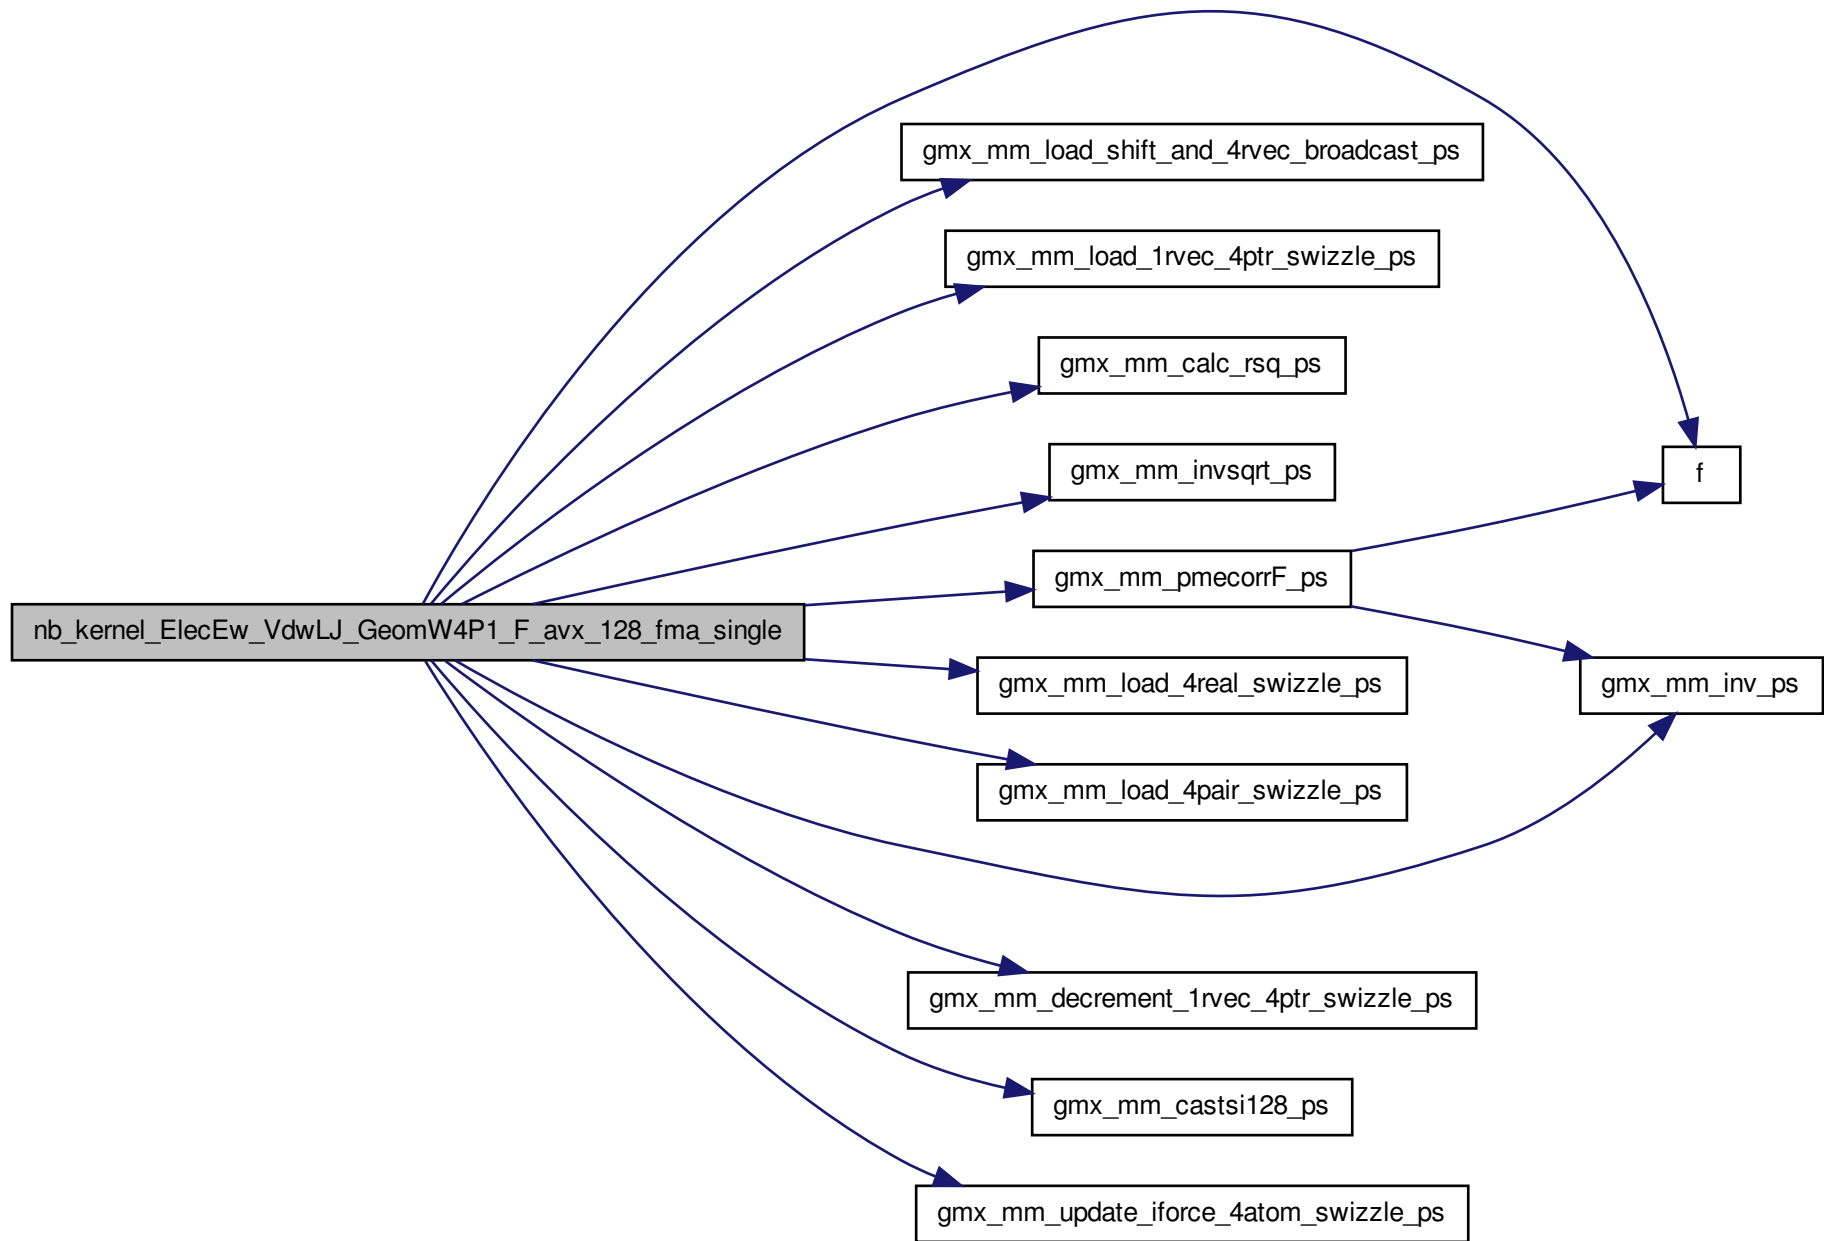 gmx_mm_load_shift_and_4rvec_broadcast_ps
gmx_mm_load_1rvec_4ptr_swizzle_ps
gmx_mm_calc_rsq_ps
gmx_mm_invsqrt_ps
f
gmx_mm_pmecorrF_ps
nb_kernel_ElecEw_VdwLJ_GeomW4P1_F_avx_128_fma_single
gmx_mm_load_4real_swizzle_ps
gmx_mm_inv_ps
gmx_mm_load_4pair_swizzle_ps
gmx_mm_decrement_1rvec_4ptr_swizzle_ps
gmx_mm_castsi128_ps
gmx_mm_update_iforce_4atom_swizzle_ps